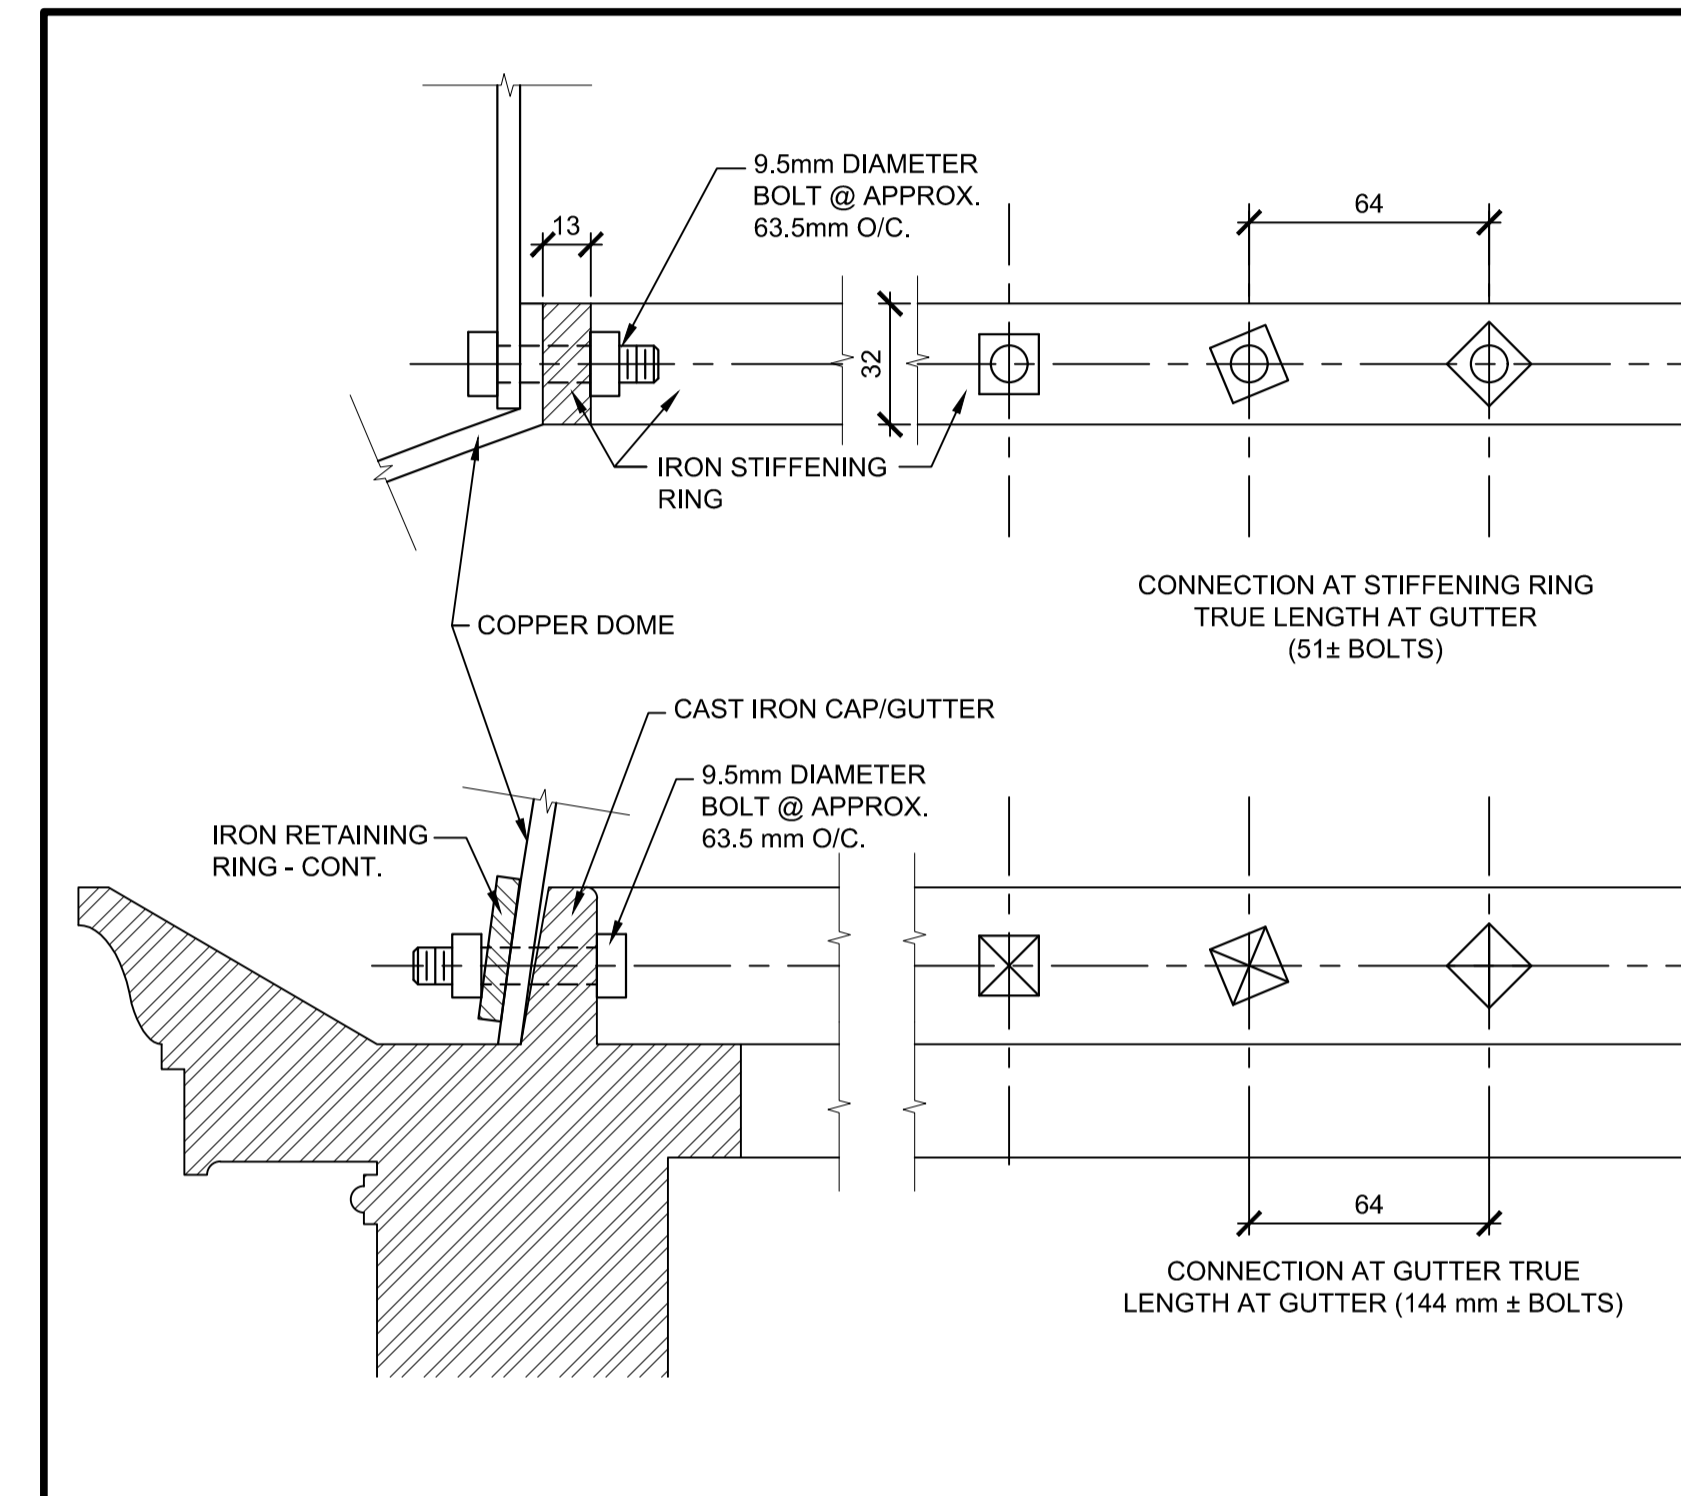 9.5mm DIAMETER
BOLT @ APPROX.
63.5mm O/C.
13
64
32
IRON STIFFENING
RING
CONNECTION AT STIFFENING RING
TRUE LENGTH AT GUTTER
(51± BOLTS)
COPPER DOME
CAST IRON CAP/GUTTER
9.5mm DIAMETER
BOLT @ APPROX.
63.5 mm O/C.
IRON RETAINING
RING - CONT.
64
CONNECTION AT GUTTER TRUE
LENGTH AT GUTTER (144 mm ± BOLTS)